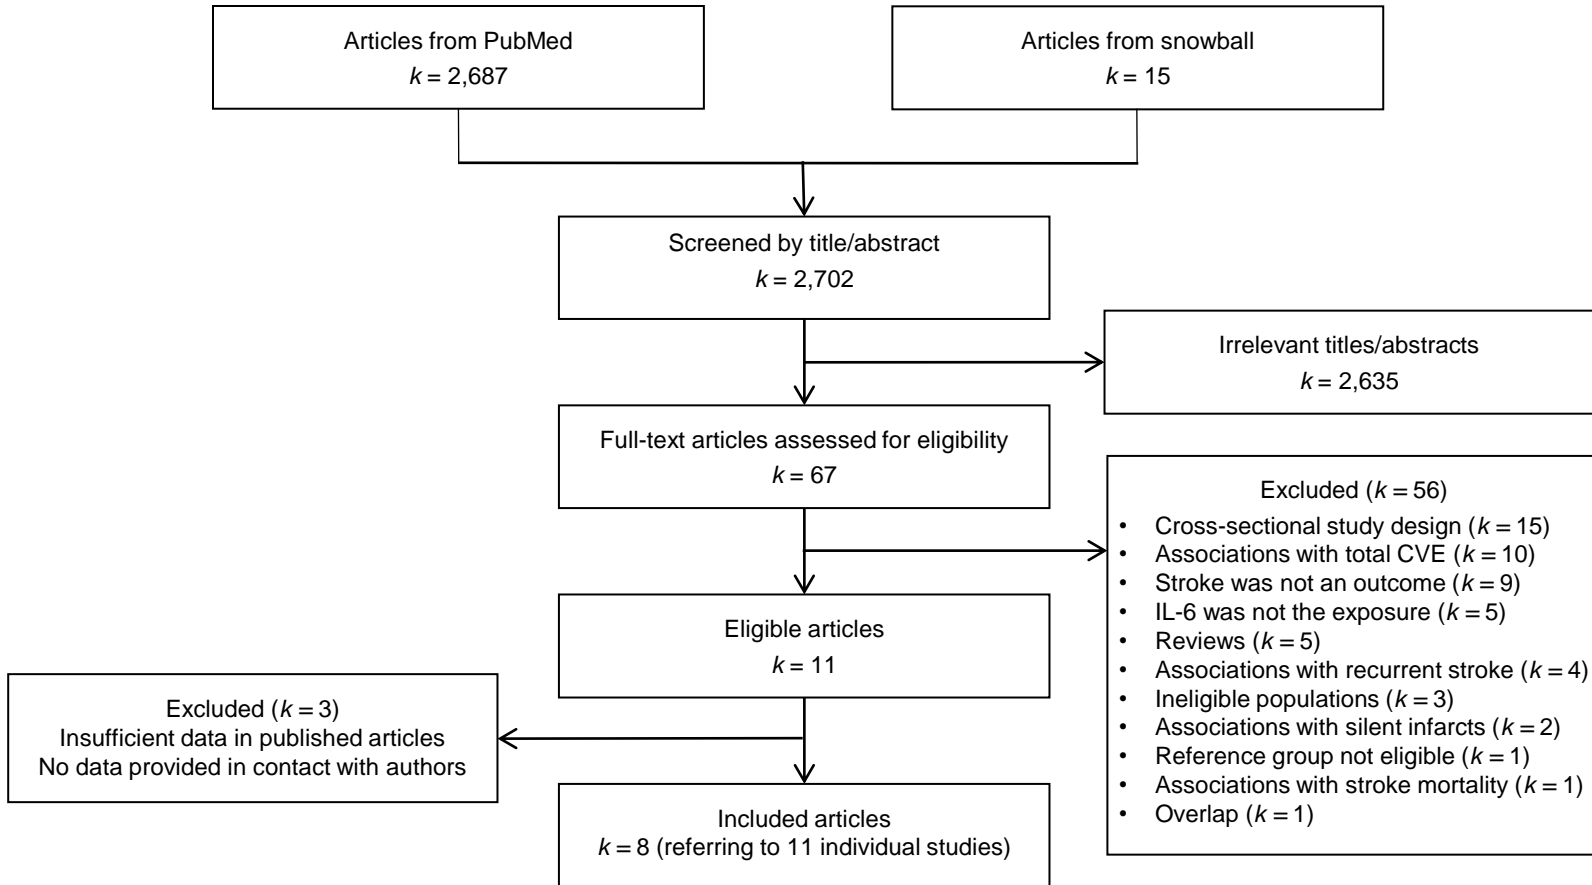 Articles from PubMed
k = 2,687
Articles from snowball
k = 15
Screened by title/abstract
k = 2,702
Irrelevant titles/abstracts
k = 2,635
Full-text articles assessed for eligibility
k = 67
Excluded (k = 56)
• Cross-sectional study design (k = 15)
• Associations with total CVE (k = 10)
• Stroke was not an outcome (k = 9)
• IL-6 was not the exposure (k = 5)
• Reviews (k = 5)
• Associations with recurrent stroke (k = 4)
• Ineligible populations (k = 3)
• Associations with silent infarcts (k = 2)
• Reference group not eligible (k = 1)
• Associations with stroke mortality (k = 1)
• Overlap (k = 1)
Eligible articles
k = 11
Excluded (k = 3)
Insufficient data in published articles
No data provided in contact with authors
Included articles
k = 8 (referring to 11 individual studies)